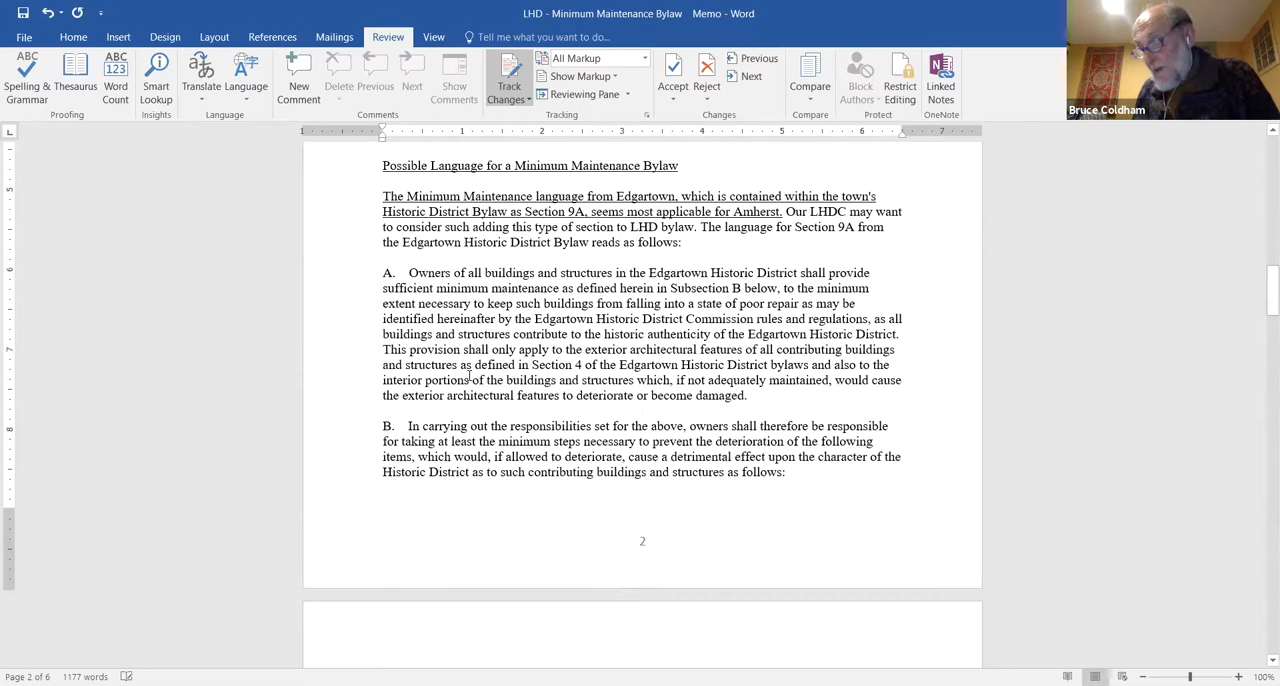 LHD - Minimum Maintenance Bylaw Memo - Word
File Home Insert Design Layout References Mailings Review View Tell me what you want to do...
Spelling & Grammar
Thesaurus
Word Count
Proofing
Smart Lookup
Insights
Translate
Language
Language
New Comment
Delete
Previous
Next
Show Comments
Comments
Track Changes
All Markup
Show Markup
Reviewing Pane
Tracking
Accept
Reject
Previous
Next
Changes
Compare
Compare
Block Authors
Restrict Editing
Protect
Linked Notes
OneNote
Bruce Coldham
1 1 2 3 4 5 6 7
5
6
7
8
Possible Language for a Minimum Maintenance Bylaw
The Minimum Maintenance language from Edgartown, which is contained within the town's
Historic District Bylaw as Section 9A, seems most applicable for Amherst. Our LHDC may want
to consider such adding this type of section to LHD bylaw. The language for Section 9A from
the Edgartown Historic District Bylaw reads as follows:
A. Owners of all buildings and structures in the Edgartown Historic District shall provide
sufficient minimum maintenance as defined herein in Subsection B below, to the minimum
extent necessary to keep such buildings from falling into a state of poor repair as may be
identified hereinafter by the Edgartown Historic District Commission rules and regulations, as all
buildings and structures contribute to the historic authenticity of the Edgartown Historic District.
This provision shall only apply to the exterior architectural features of all contributing buildings
and structures as defined in Section 4 of the Edgartown Historic District bylaws and also to the
interior portions of the buildings and structures which, if not adequately maintained, would cause
the exterior architectural features to deteriorate or become damaged.
B. In carrying out the responsibilities set for the above, owners shall therefore be responsible
for taking at least the minimum steps necessary to prevent the deterioration of the following
items, which would, if allowed to deteriorate, cause a detrimental effect upon the character of the
Historic District as to such contributing buildings and structures as follows:
2
Page 2 of 6 1177 words
100%